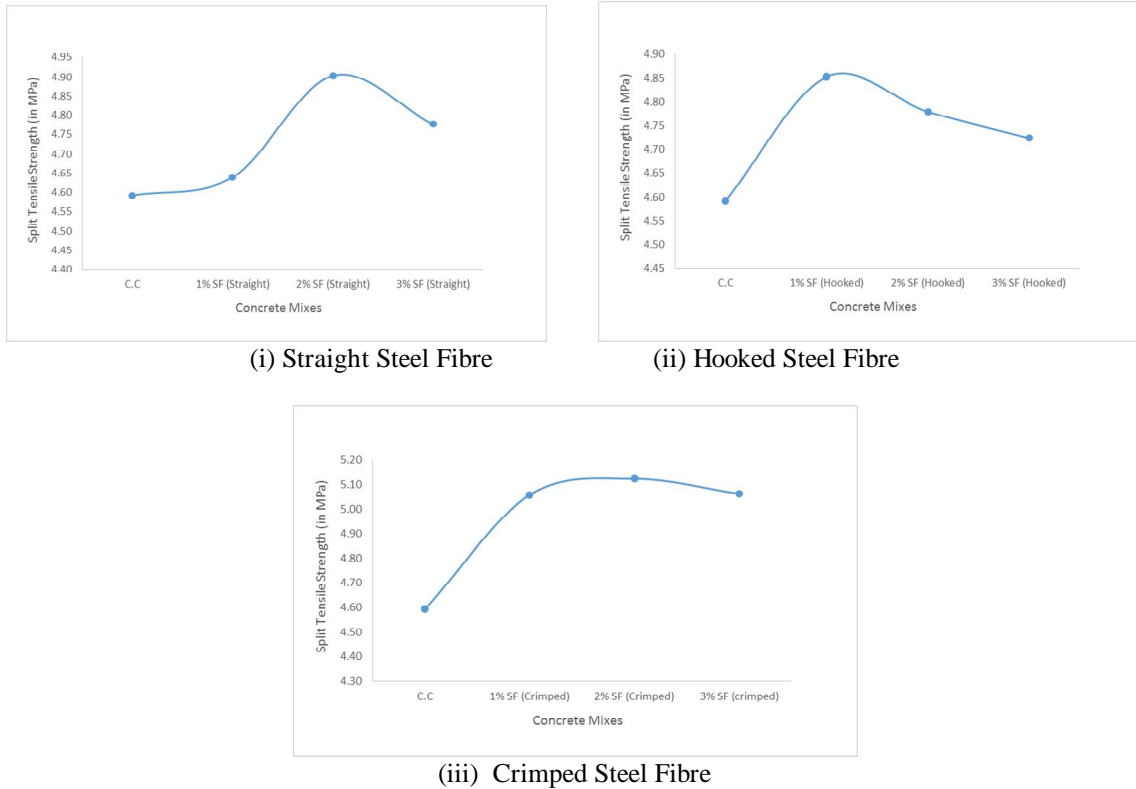 4.95
4.90
4.85
4.80
4.75
4.70
4.65
4.60
4.55
4.50
4.45
4.40
Split Tensile Strength (in MPa)
C.C 1% SF (Straight) 2% SF (Straight) 3% SF (Straight)
Concrete Mixes
(i) Straight Steel Fibre
4.90
4.85
4.80
4.75
4.70
4.65
4.60
4.55
4.50
4.45
Split Tensile Strength (in MPa)
C.C 1% SF (Hooked) 2% SF (Hooked) 3% SF (Hooked)
Concrete Mixes
(ii) Hooked Steel Fibre
5.20
5.10
5.00
4.90
4.80
4.70
4.60
4.50
4.40
4.30
Split Tensile Strength (in MPa)
C.C 1% SF (Crimped) 2% SF (Crimped) 3% SF (crimped)
Concrete Mixes
(iii) Crimped Steel Fibre